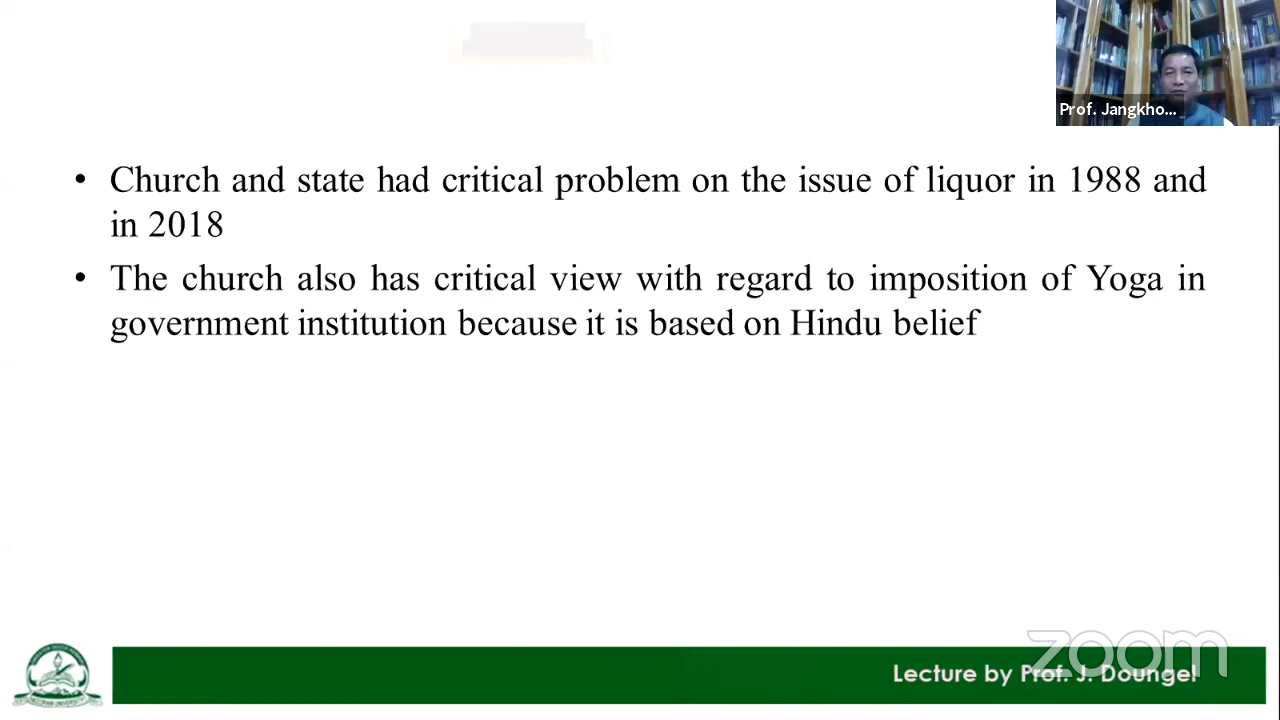 Prof. Jangkho...
• Church and state had critical problem on the issue of liquor in 1988 and
in 2018
• The church also has critical view with regard to imposition of Yoga in
government institution because it is based on Hindu belief
zoom
Lecture by Prof. J. Doungel